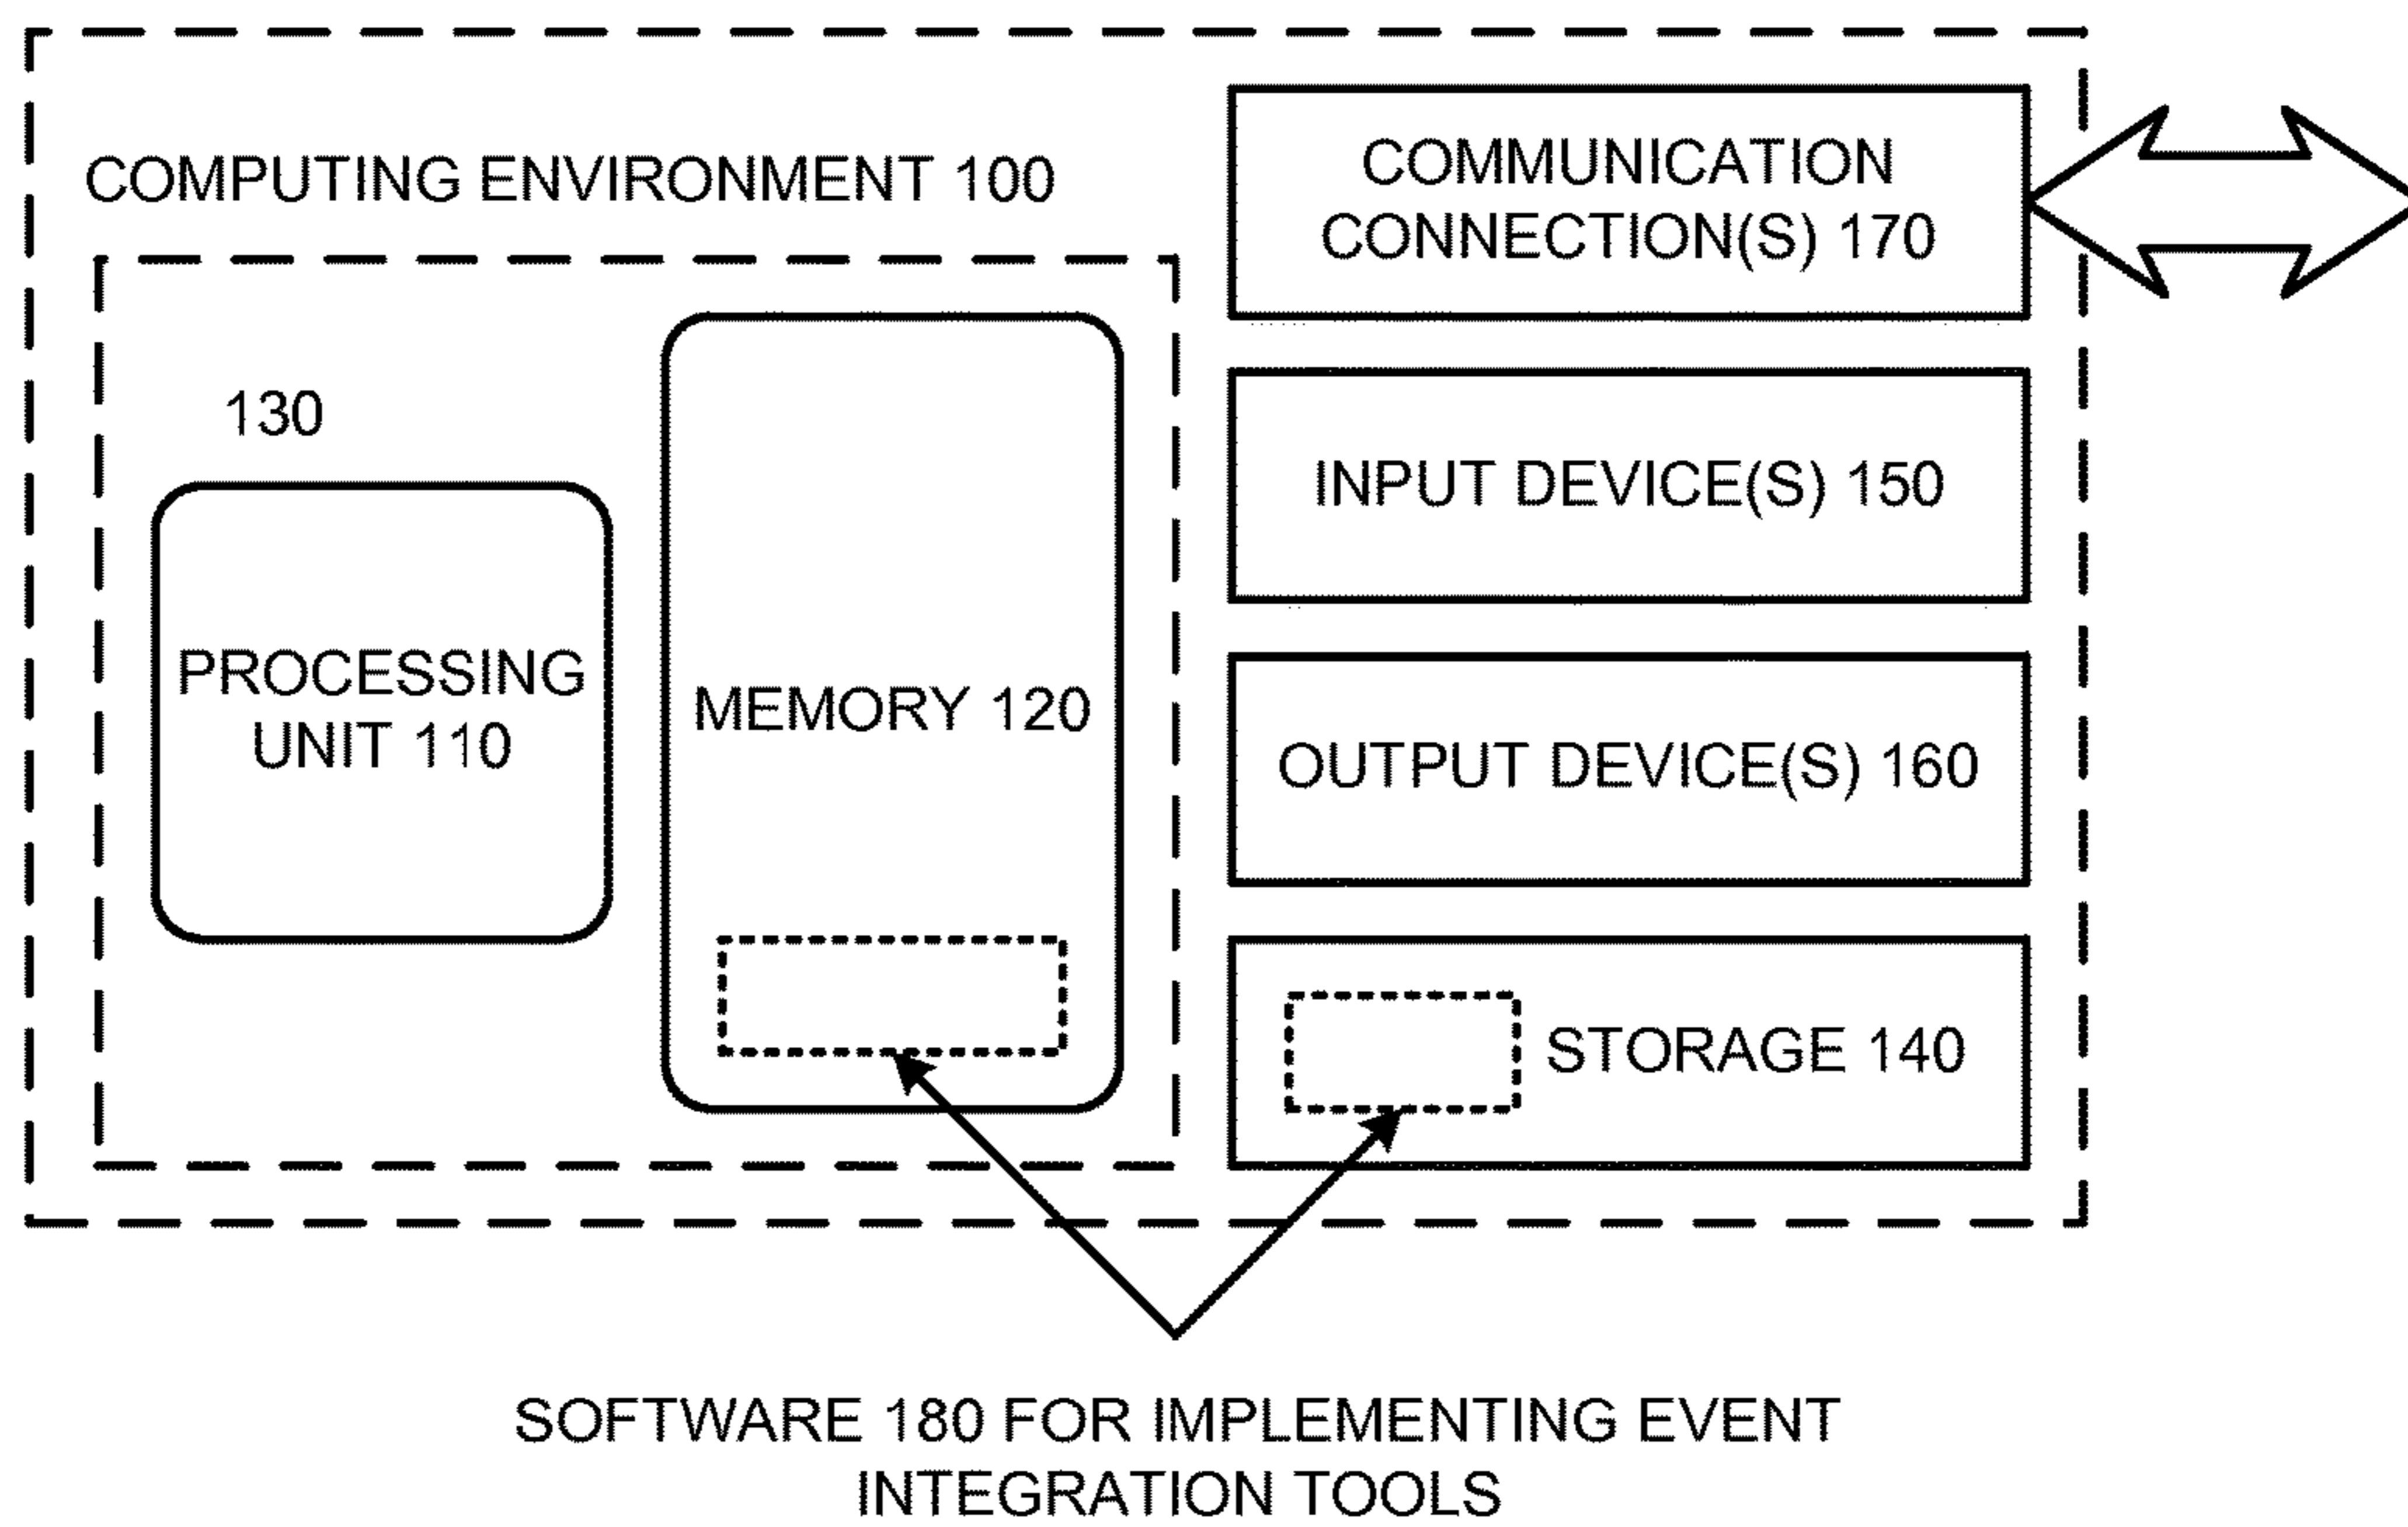 COMPUTING ENVIRONMENT 100
130
PROCESSING
UNIT 110
MEMORY 120
COMMUNICATION
CONNECTION(S) 170
INPUT DEVICE(S) 150
OUTPUT DEVICE(S) 160
STORAGE 140
SOFTWARE 180 FOR IMPLEMENTING EVENT
INTEGRATION TOOLS